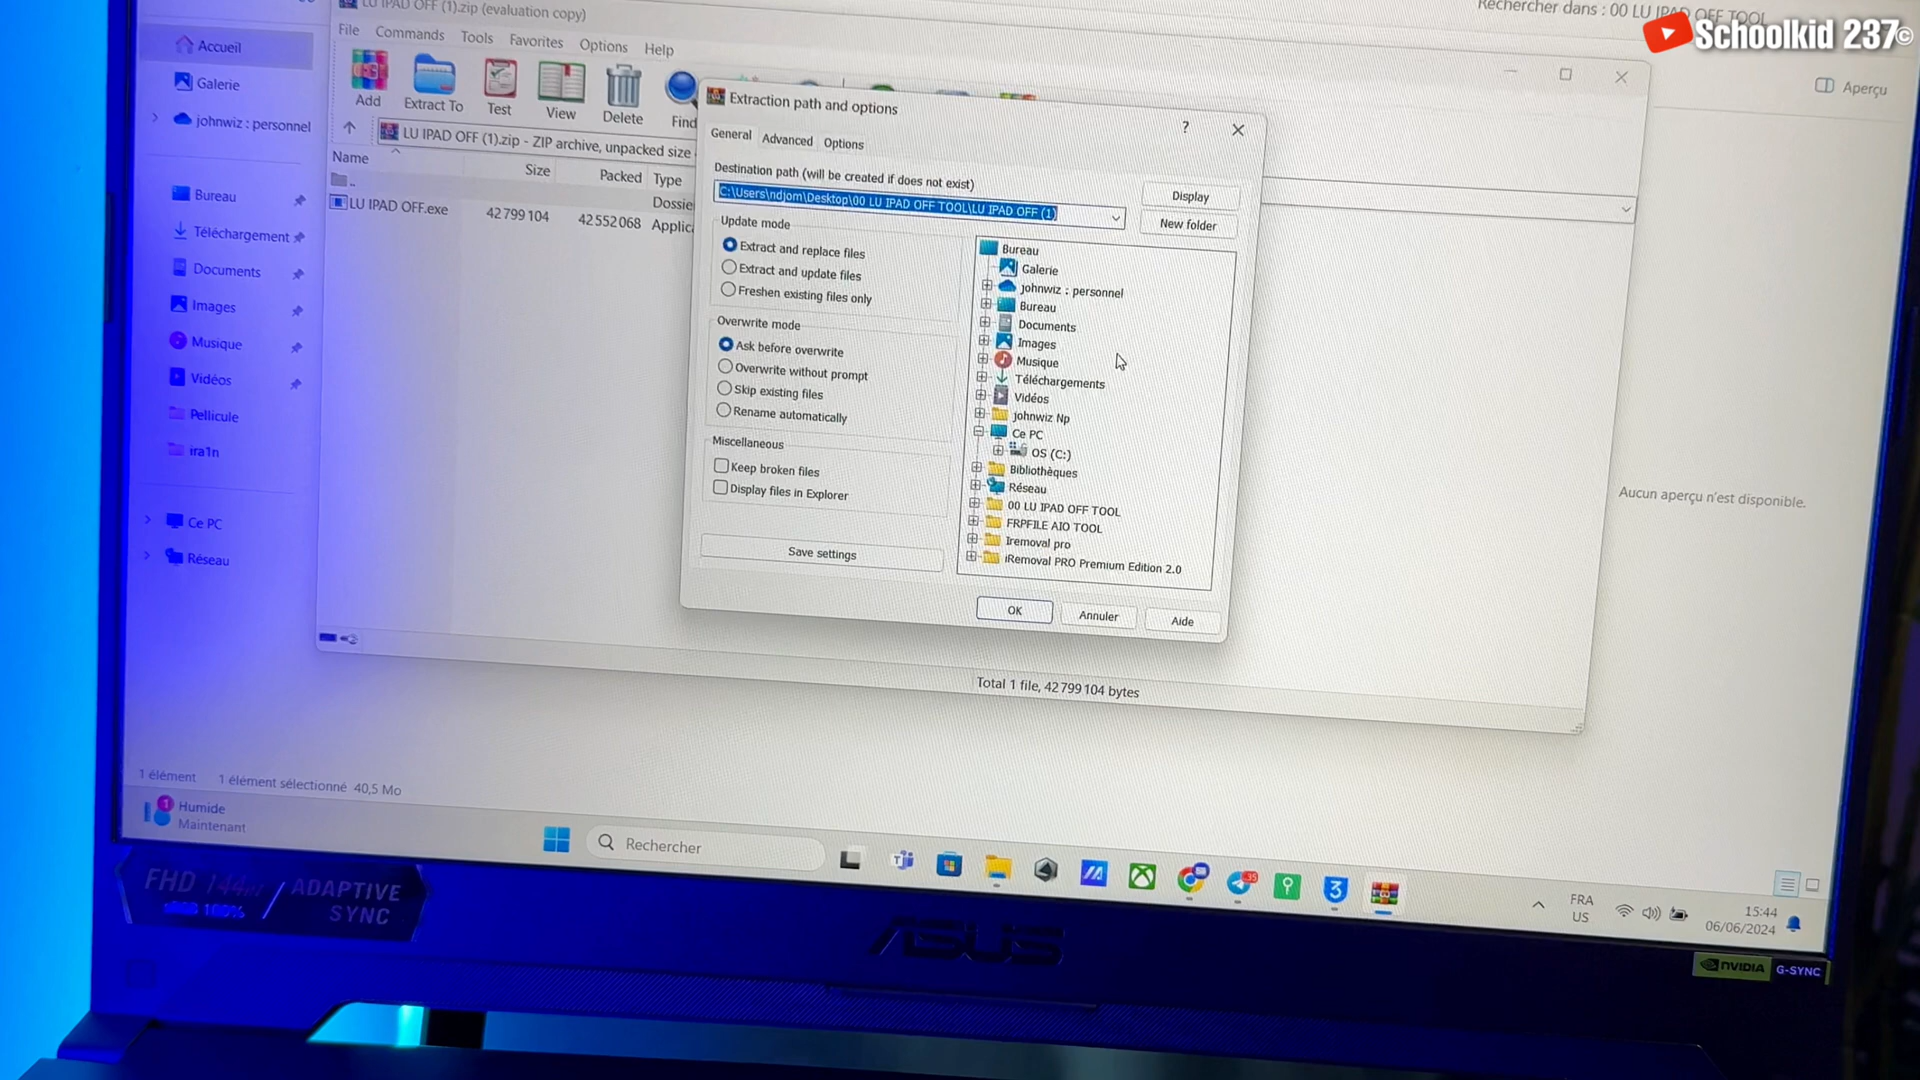 LU IPAD OFF (1).zip (evaluation copy)
Rechercher dans : 00 LU IPAD OFF TOOL
Schoolkid 237©
File Commands Tools Favorites Options Help
Add
Extract To
Test
View
Delete
Find
Aperçu
LU IPAD OFF (1).zip - ZIP archive, unpacked size
Name
Size
Packed
Type
..
Dossie
LU IPAD OFF.exe
42 799 104
42 552 068
Applic
Accueil
Galerie
johnwiz : personnel
Bureau
Téléchargement
Documents
Images
Musique
Vidéos
Pellicule
ira1n
Ce PC
Réseau
Extraction path and options
?
General Advanced Options
Destination path (will be created if does not exist)
C:\Users\ndjom\Desktop\00 LU IPAD OFF TOOL\LU IPAD OFF (1)
Display
New folder
Update mode
Extract and replace files
Extract and update files
Freshen existing files only
Overwrite mode
Ask before overwrite
Overwrite without prompt
Skip existing files
Rename automatically
Miscellaneous
Keep broken files
Display files in Explorer
Save settings
Bureau
Galerie
johnwiz : personnel
Bureau
Documents
Images
Musique
Téléchargements
Vidéos
johnwiz Np
Ce PC
OS (C:)
Bibliothèques
Réseau
00 LU IPAD OFF TOOL
FRPFILE AIO TOOL
Iremoval pro
iRemoval PRO Premium Edition 2.0
OK
Annuler
Aide
Aucun aperçu n'est disponible.
Total 1 file, 42 799 104 bytes
1 élément
1 élément sélectionné 40,5 Mo
1
Humide
Maintenant
Rechercher
35
3
FRA
US
15:44
06/06/2024
FHD 144Hz / ADAPTIVE SYNC
sRGB 100%
ASUS
NVIDIA G-SYNC